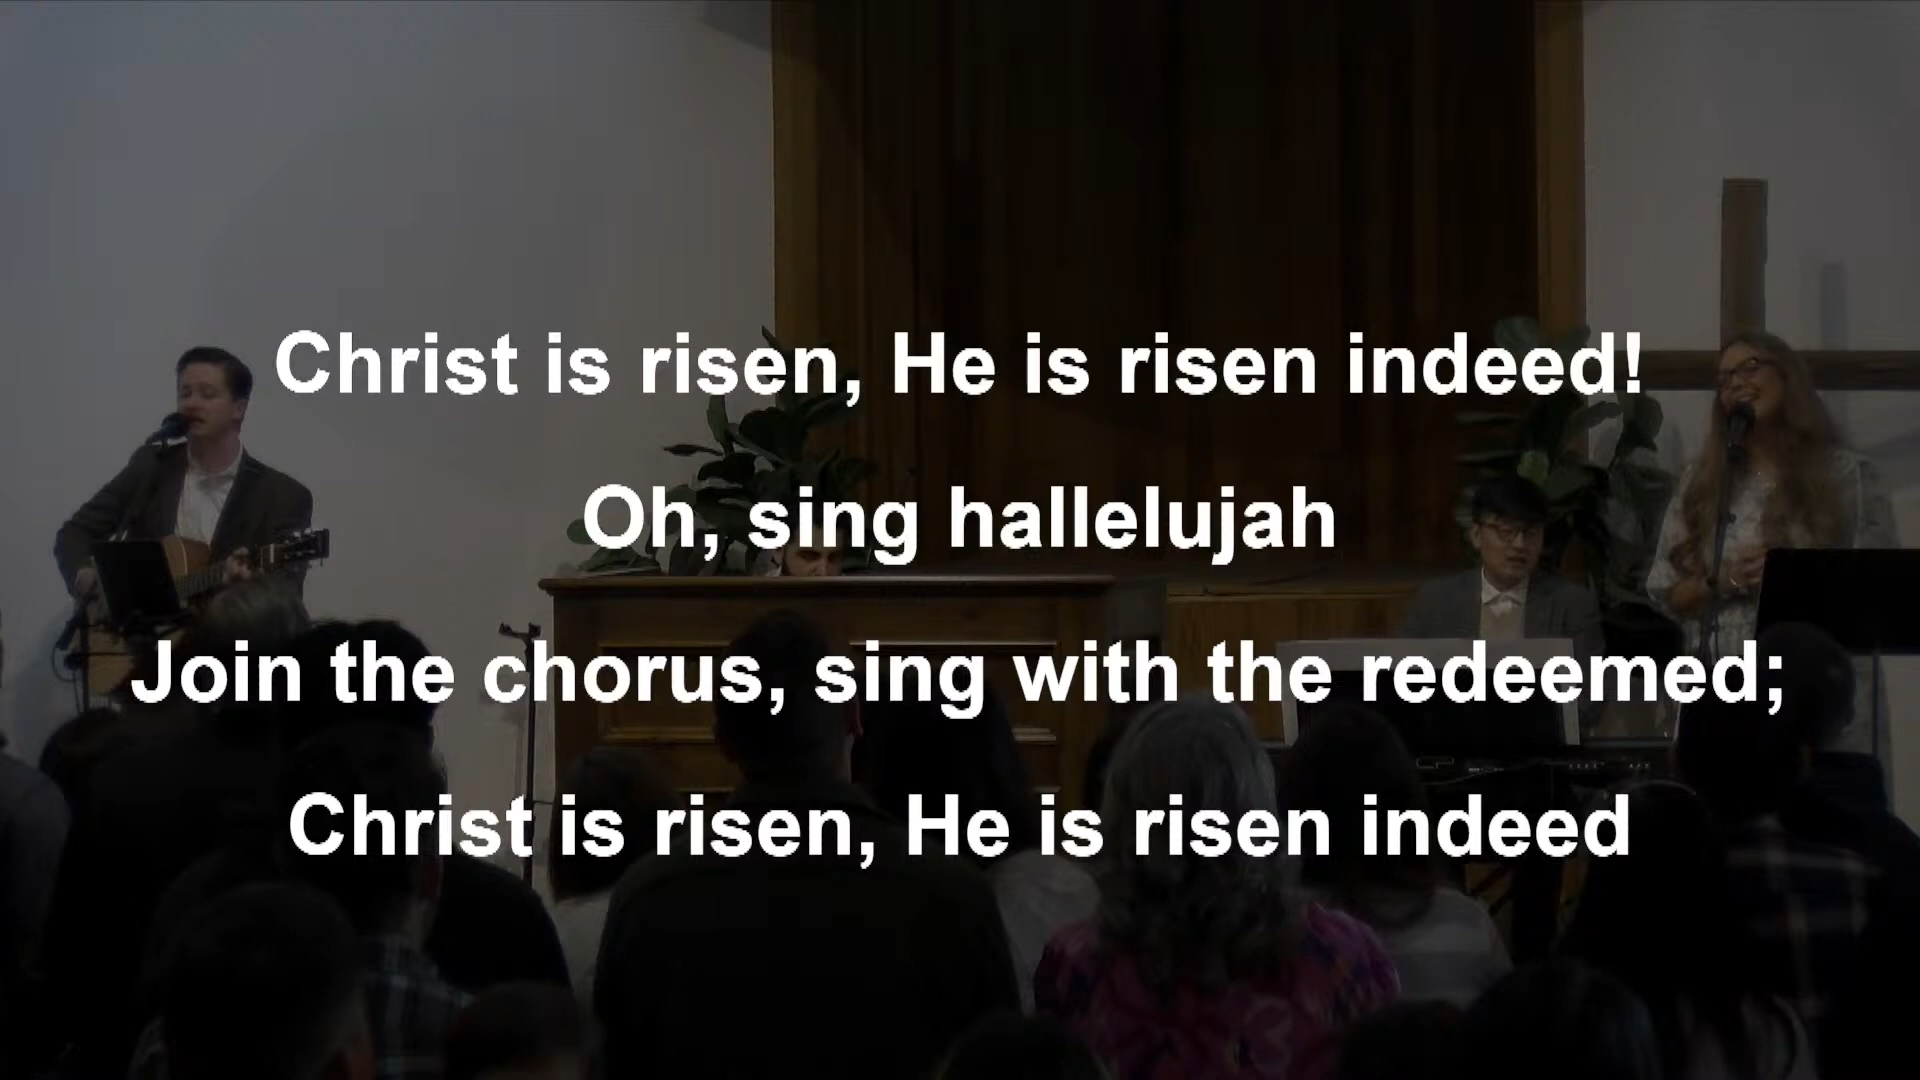 Christ is risen, He is risen indeed!
Oh, sing hallelujah
Join the chorus, sing with the redeemed;
Christ is risen, He is risen indeed